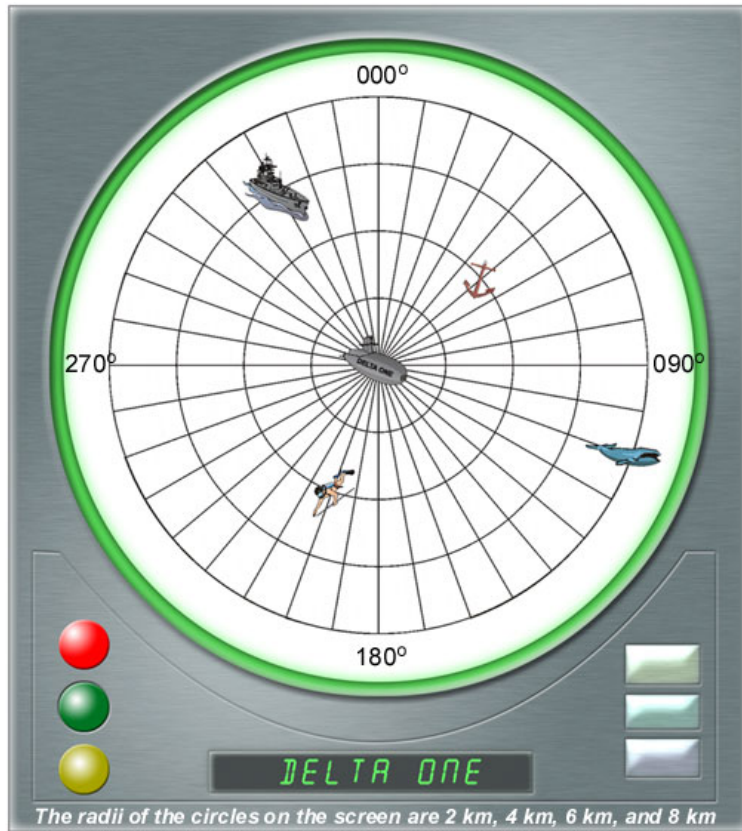 000°
270°
DELTA ONE
090°
180°
DELTA ONE
The radii of the circles on the screen are 2 km, 4 km, 6 km, and 8 km